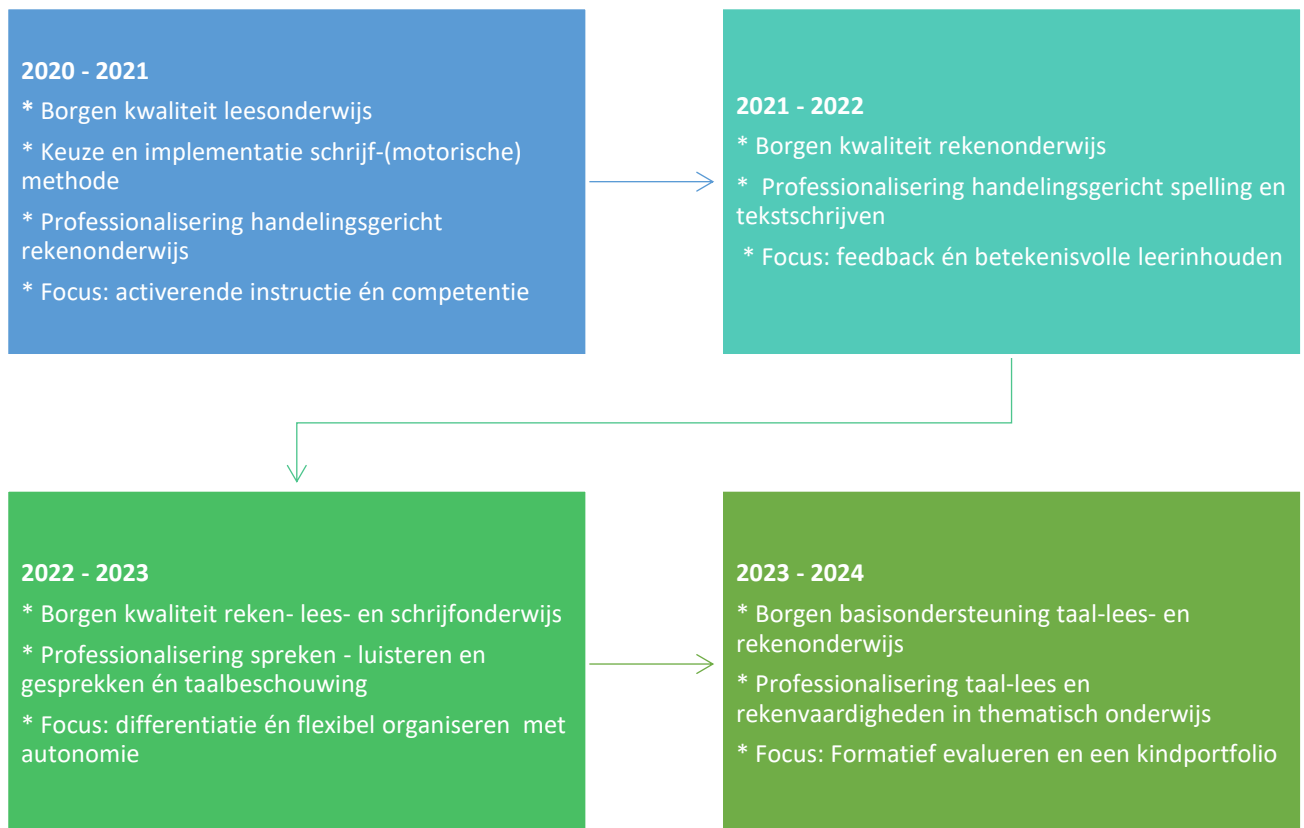 2020 - 2021
* Borgen kwaliteit leesonderwijs
* Keuze en implementatie schrijf-(motorische)
methode
* Professionalisering handelingsgericht
rekenonderwijs
* Focus: activerende instructie én competentie
2021 - 2022
* Borgen kwaliteit rekenonderwijs
* Professionalisering handelingsgericht spelling en
tekstschrijven
* Focus: feedback én betekenisvolle leerinhouden
2022 - 2023
* Borgen kwaliteit reken- lees- en schrijfonderwijs
* Professionalisering spreken - luisteren en
gesprekken én taalbeschouwing
* Focus: differentiatie én flexibel organiseren met
autonomie
2023 - 2024
* Borgen basisondersteuning taal-lees- en
rekenonderwijs
* Professionalisering taal-lees en
rekenvaardigheden in thematisch onderwijs
* Focus: Formatief evalueren en een kindportfolio